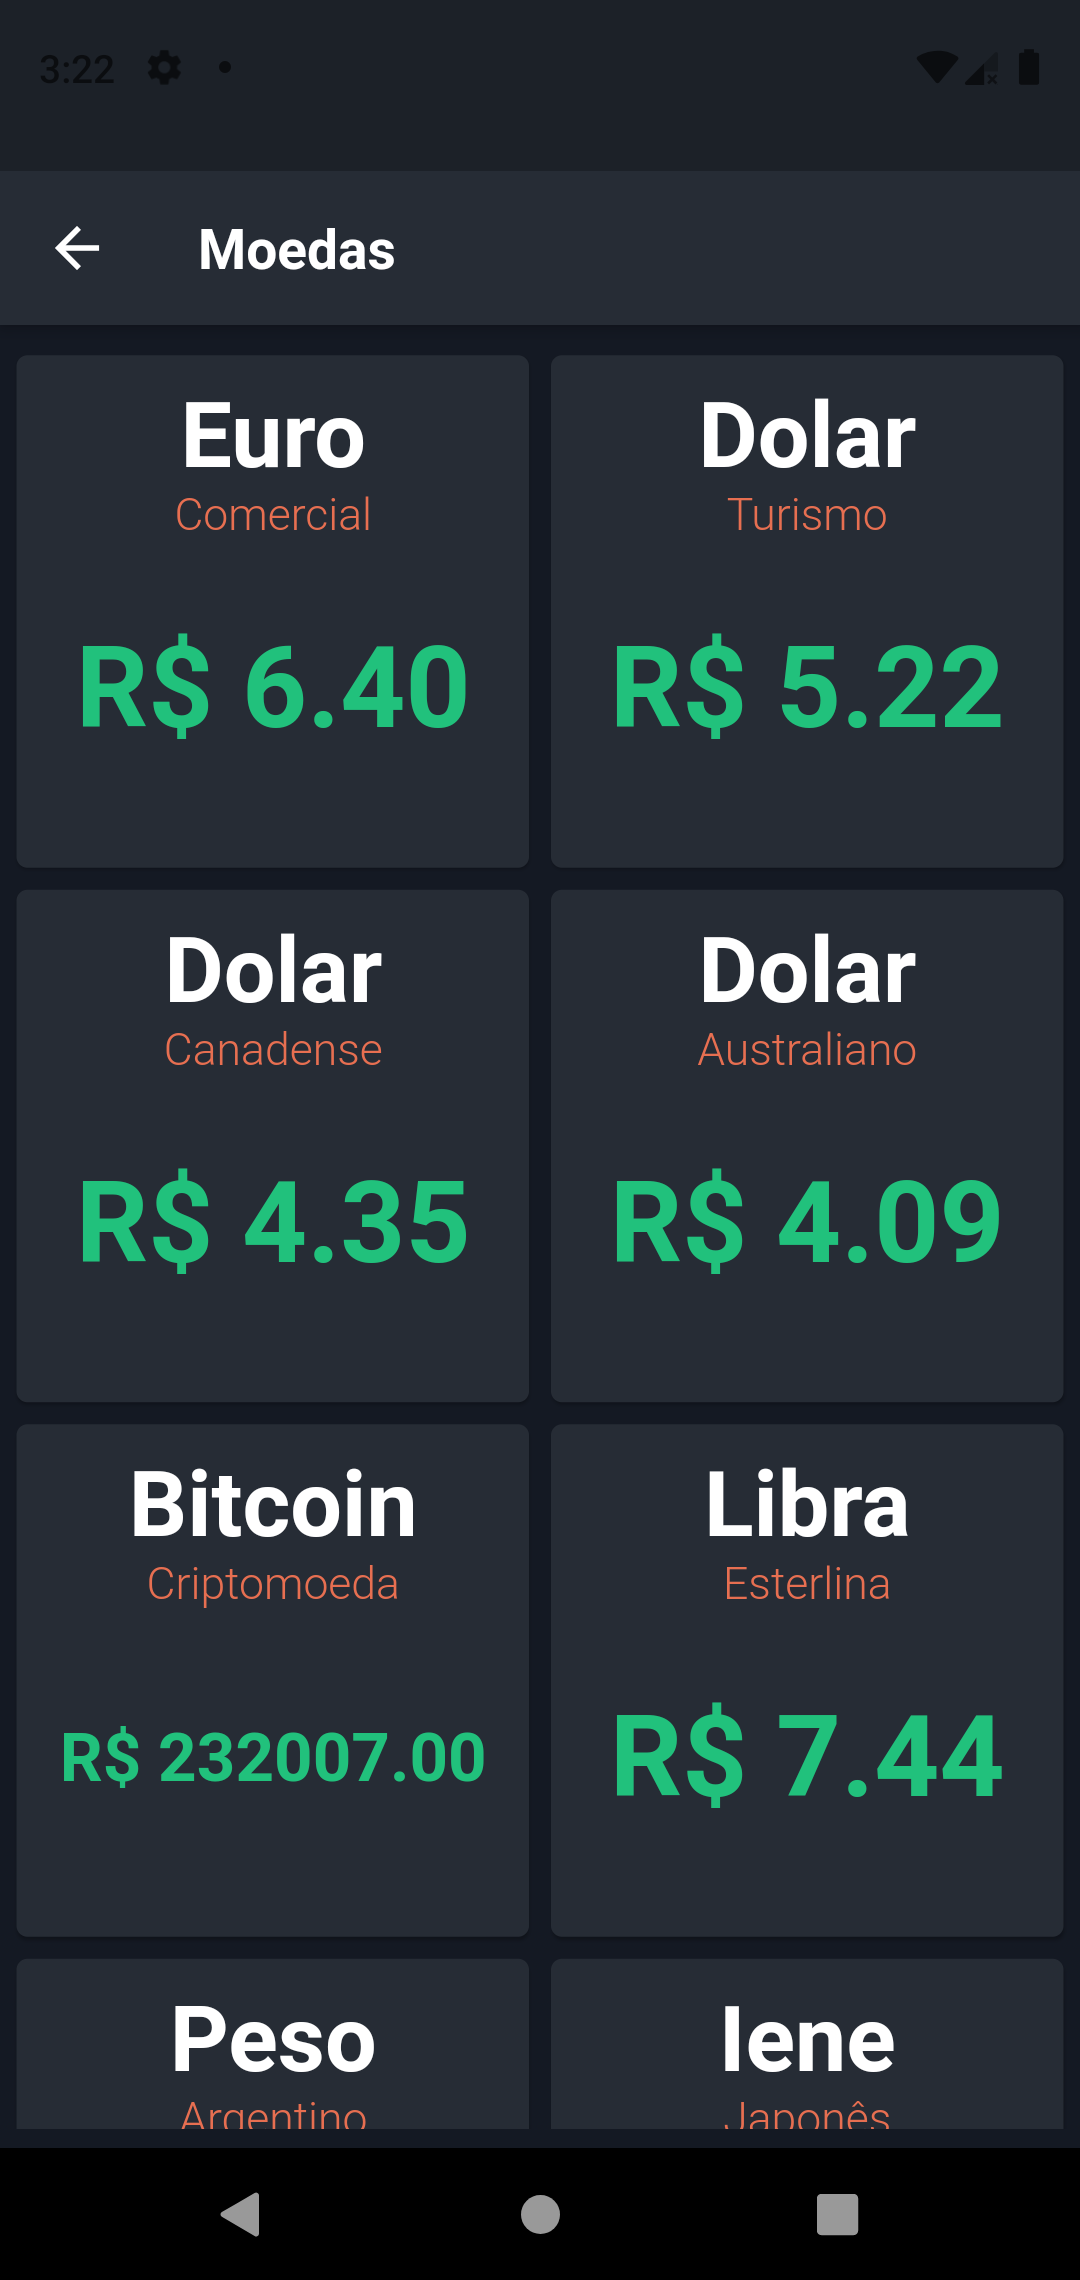 3:22
Moedas
Euro
Comercial
R$ 6.40
Dolar
Turismo
R$ 5.22
Dolar
Canadense
R$ 4.35
Dolar
Australiano
R$ 4.09
Bitcoin
Criptomoeda
R$ 232007.00
Libra
Esterlina
R$ 7.44
Peso
Argentino
Iene
Japonês